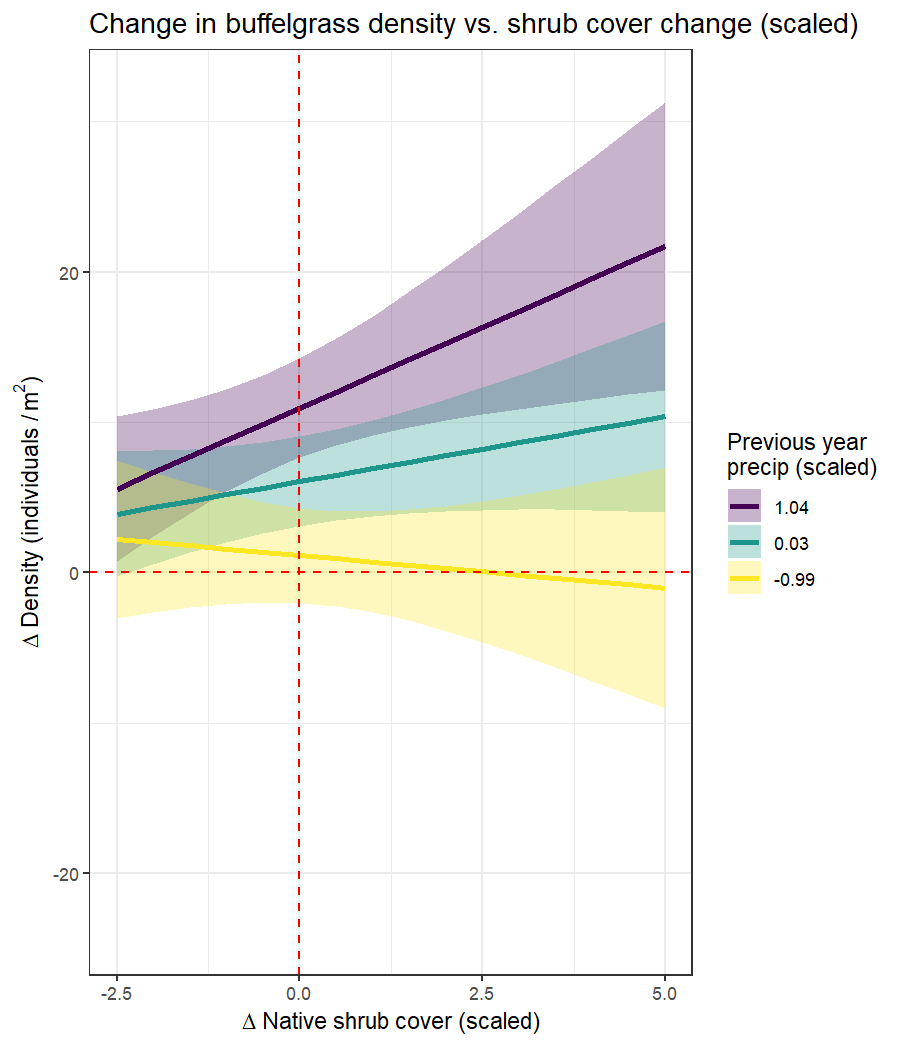 Change in buffelgrass density vs. shrub cover change (scaled)
Δ Density (individuals / m²)
20
0
-20
-2.5
0.0
2.5
5.0
Δ Native shrub cover (scaled)
Previous year
precip (scaled)
1.04
0.03
-0.99